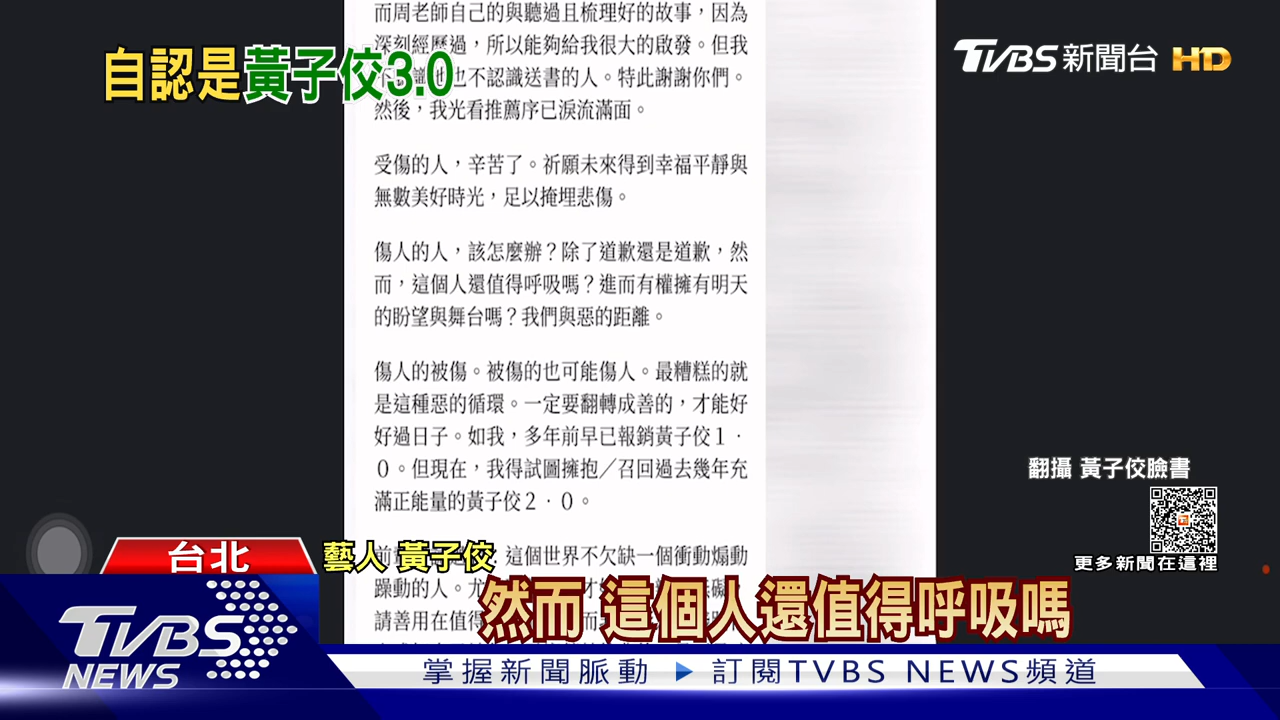 自認是黃子佼3.0
TVBS新聞台 HD
而周老師自己的與聽過且梳理好的故事，因為
深刻經歷過，所以能夠給我很大的啟發。但我
也不認識送書的人。特此謝謝你們。
然後，我光看推薦序已淚流滿面。
受傷的人，辛苦了。祈願未來得到幸福平靜與
無數美好時光，足以掩埋悲傷。
傷人的人，該怎麼辦？除了道歉還是道歉，然
而，這個人還值得呼吸嗎？進而有權擁有明天
的盼望與舞台嗎？我們與惡的距離。
傷人的被傷。被傷的也可能傷人。最糟糕的就
是這種惡的循環。一定要翻轉成善的，才能好
好過日子。如我，多年前早已報銷黃子佼１．
０。但現在，我得試圖擁抱／召回過去幾年充
滿正能量的黃子佼２．０。
翻攝 黃子佼臉書
更多新聞在這裡
台北
藝人 黃子佼
這個世界不欠缺一個衝動煽動
躁動的人。尤
請善用在值得
然而 這個人還值得呼吸嗎
TVBS
NEWS
掌握新聞脈動 ▶ 訂閱TVBS NEWS頻道